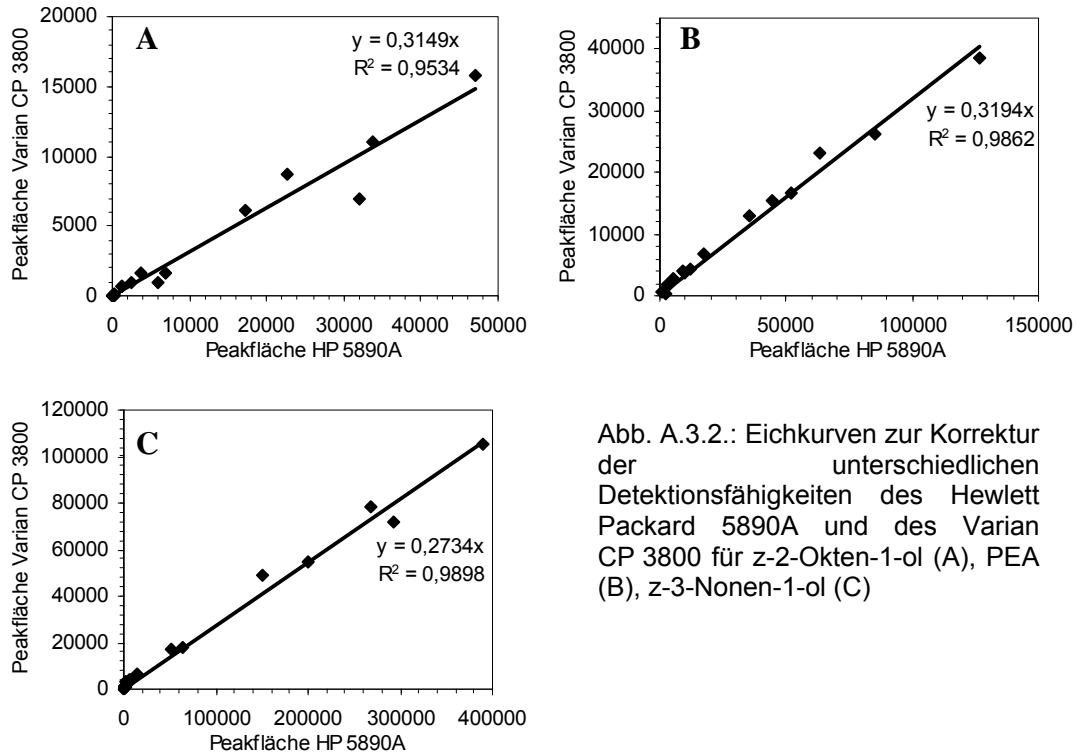 A
y = 0,3149x
R² = 0,9534
20000
15000
10000
5000
0
Peakfläche Varian CP 3800
0 10000 20000 30000 40000 50000
Peakfläche HP 5890A
B
y = 0,3194x
R² = 0,9862
40000
30000
20000
10000
0
Peakfläche Varian CP 3800
0 50000 100000 150000
Peakfläche HP 5890A
C
y = 0,2734x
R² = 0,9898
120000
100000
80000
60000
40000
20000
0
Peakfläche Varian CP 3800
0 100000 200000 300000 400000
Peakfläche HP 5890A
Abb. A.3.2.: Eichkurven zur Korrektur
der unterschiedlichen
Detektionsfähigkeiten des Hewlett
Packard 5890A und des Varian
CP 3800 für z-2-Okten-1-ol (A), PEA
(B), z-3-Nonen-1-ol (C)